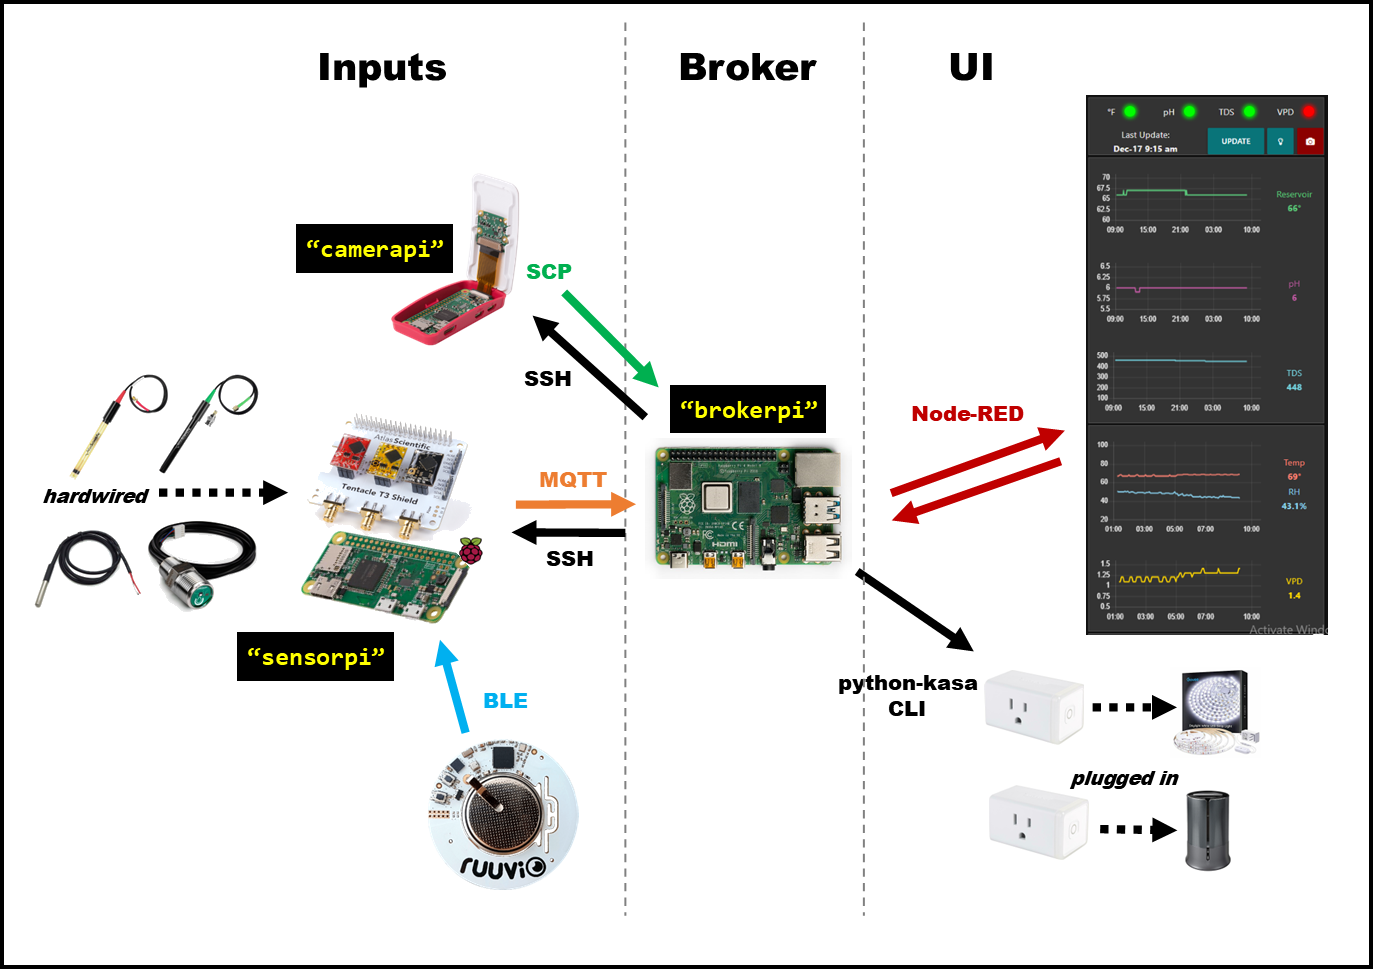 Inputs
Broker
UI
“camerapi”
SCP
SSH
hardwired
Atlas Scientific
Tentacle T3 Shield
“sensorpi”
MQTT
SSH
BLE
ruuvi
“brokerpi”
HDMI
Node-RED
python-kasa
CLI
plugged in
°F
pH
TDS
VPD
Last Update:
Dec-17 9:15 am
UPDATE
70
67.5
65
62.5
60
09:00 15:00 21:00 03:00 10:00
Reservoir
66°
6.5
6.25
6
5.75
5.5
09:00 15:00 21:00 03:00 10:00
pH
6
500
400
300
200
100
09:00 15:00 21:00 03:00 10:00
TDS
448
100
80
60
40
20
01:00 03:00 05:00 07:00 10:00
Temp
69°
RH
43.1%
1.5
1.25
1
0.75
0.5
01:00 03:00 05:00 07:00 10:00
VPD
1.4
Activate Windo